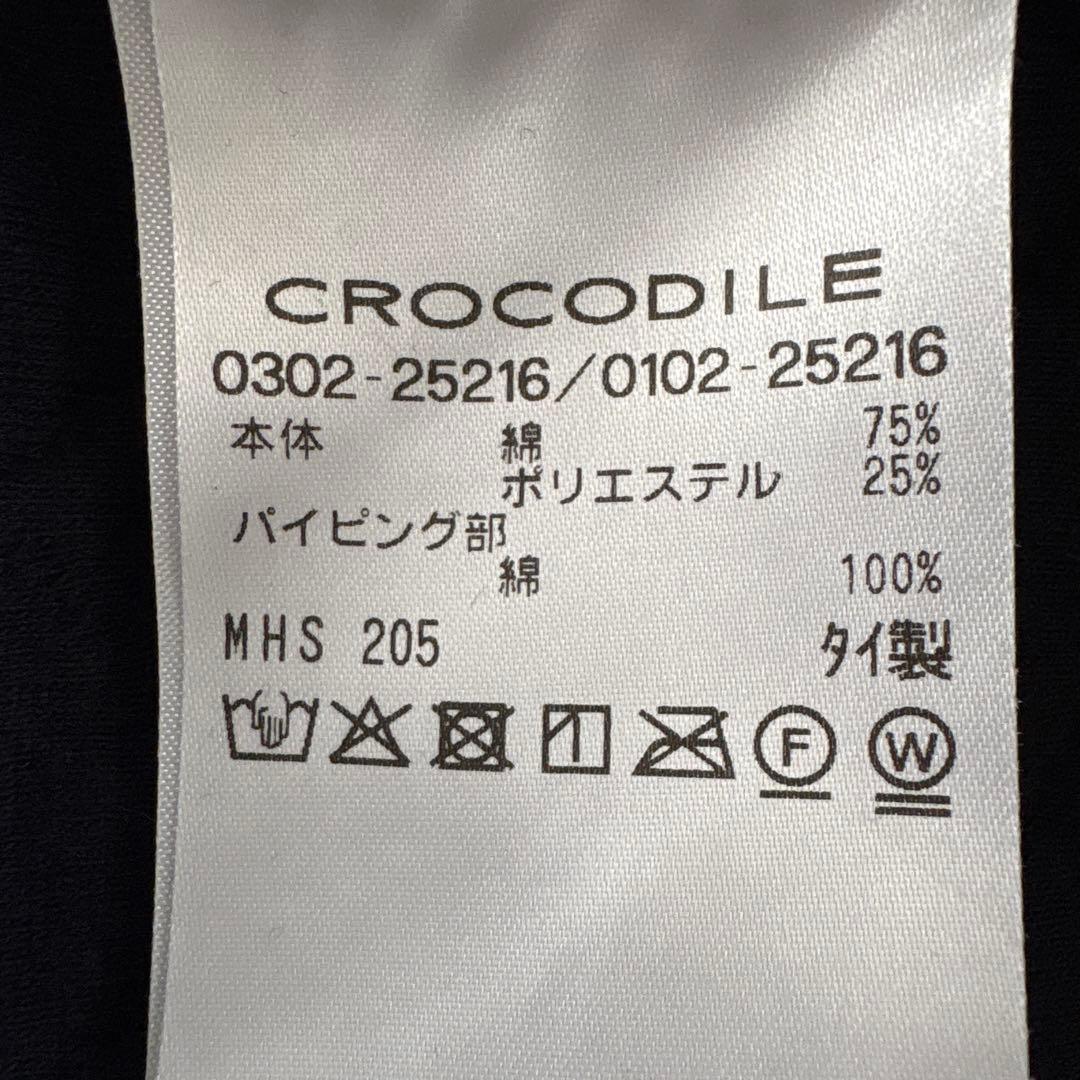 CROCODILE
0302-25216/0102-25216
本体 綿 75%
ポリエステル 25%
パイピング部
綿 100%
MHS 205 タイ製
F W